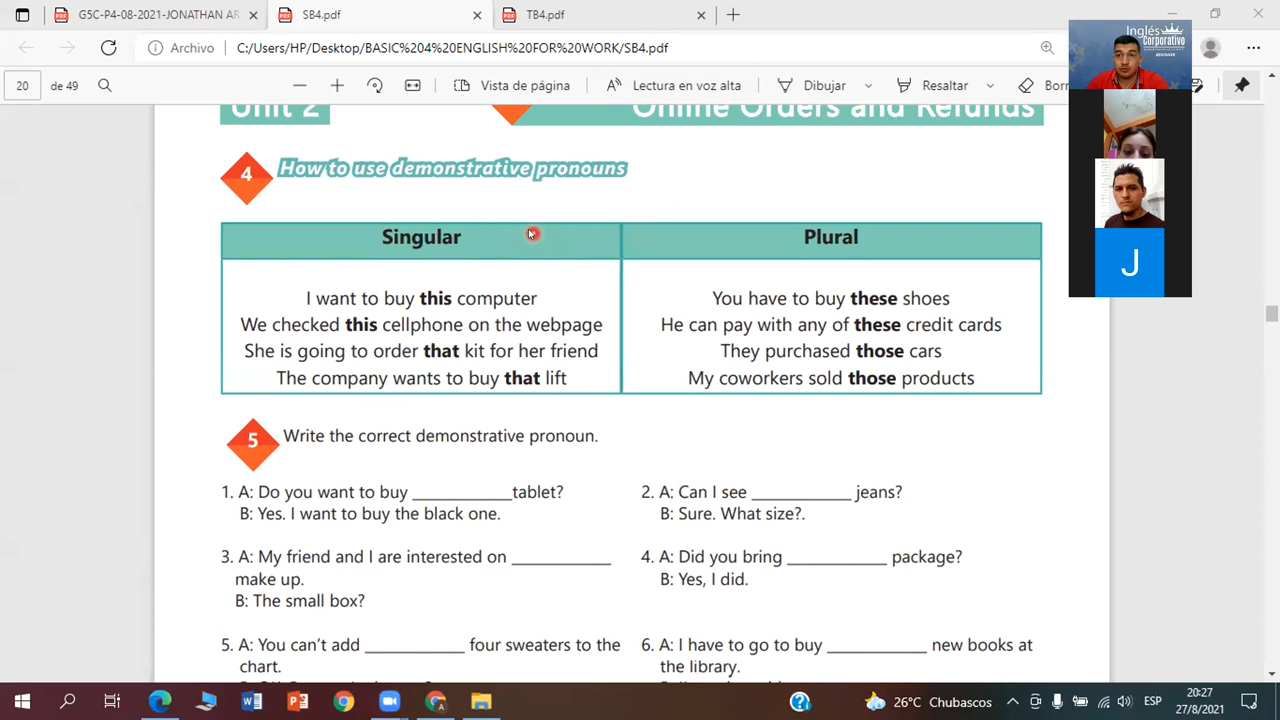 G5C-P4-08-2021-JONATHAN AR
SB4.pdf
TB4.pdf
Archivo
C:/Users/HP/Desktop/BASIC%204%20ENGLISH%20FOR%20WORK/SB4.pdf
20
de 49
Vista de página
Lectura en voz alta
Dibujar
Resaltar
Bor
Inglés
Corporativo
BEGINNER
J
Unit 2
Online Orders and Refunds
4
How to use demonstrative pronouns
Singular
Plural
I want to buy this computer
We checked this cellphone on the webpage
She is going to order that kit for her friend
The company wants to buy that lift
You have to buy these shoes
He can pay with any of these credit cards
They purchased those cars
My coworkers sold those products
5
Write the correct demonstrative pronoun.
1. A: Do you want to buy ___________tablet?
B: Yes. I want to buy the black one.
2. A: Can I see ___________ jeans?
B: Sure. What size?.
3. A: My friend and I are interested on ___________
make up.
B: The small box?
4. A: Did you bring ___________ package?
B: Yes, I did.
5. A: You can't add ___________ four sweaters to the
chart.
6. A: I have to go to buy ___________ new books at
the library.
26°C Chubascos
ESP
20:27
27/8/2021